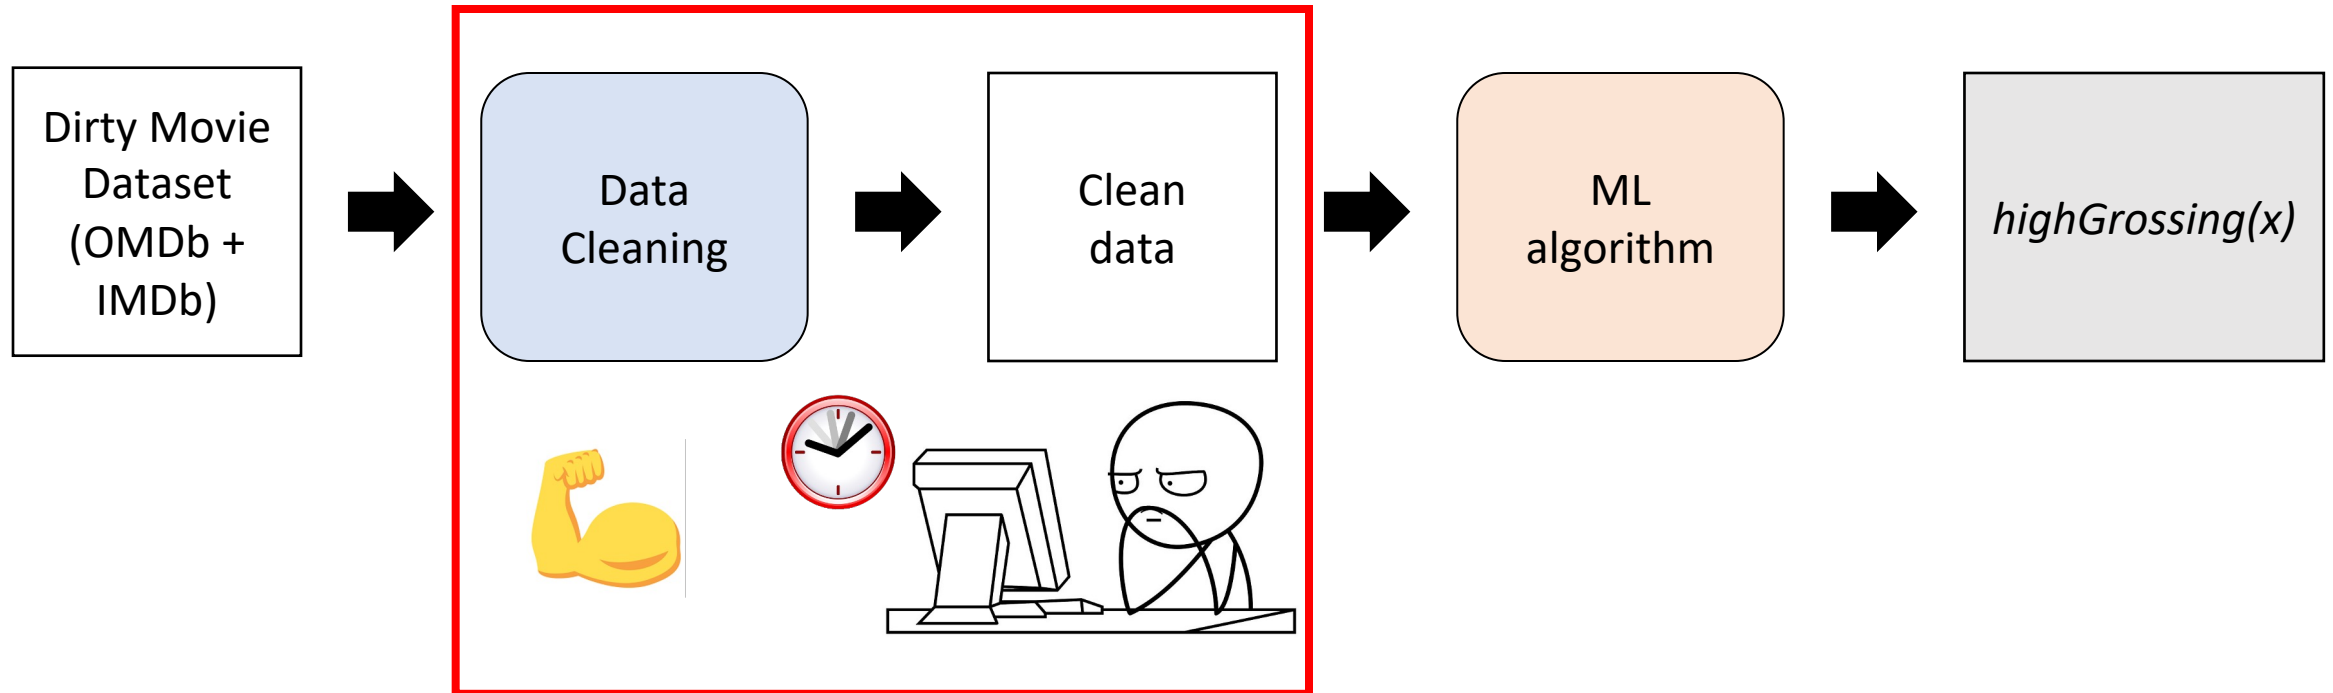 Dirty Movie
Dataset
(OMDb +
IMDb)
Data
Cleaning
Clean
data
ML
algorithm
highGrossing(x)